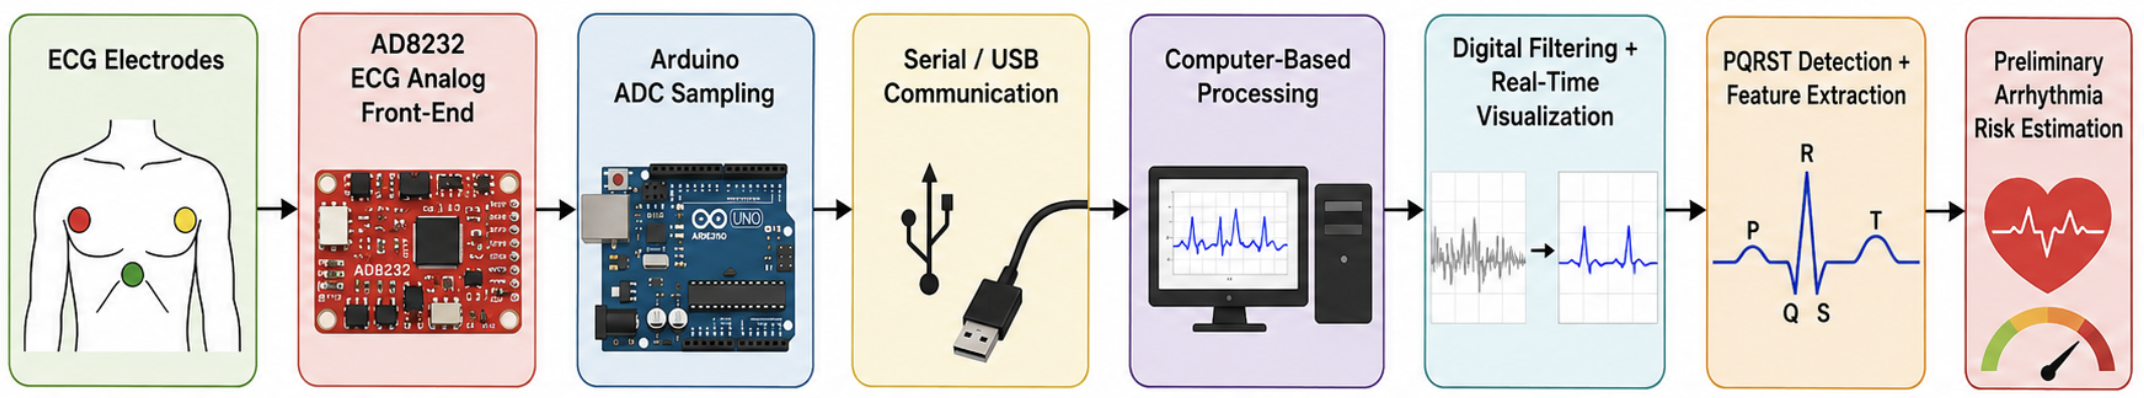 ECG Electrodes
AD8232
ECG Analog
Front-End
AD8232
Arduino
ADC Sampling
UNO
Serial / USB
Communication
Computer-Based
Processing
Digital Filtering +
Real-Time
Visualization
PQRST Detection +
Feature Extraction
R
P
T
Q S
Preliminary
Arrhythmia
Risk Estimation